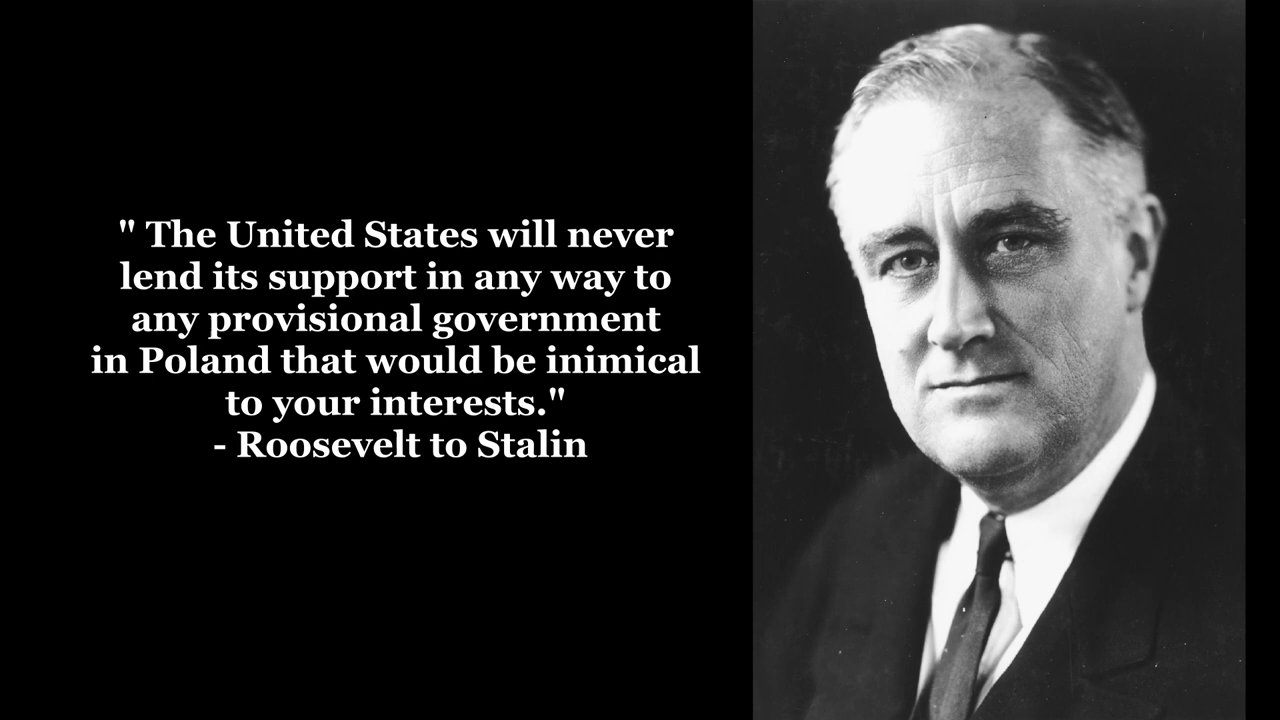 " The United States will never
lend its support in any way to
any provisional government
in Poland that would be inimical
to your interests."
- Roosevelt to Stalin